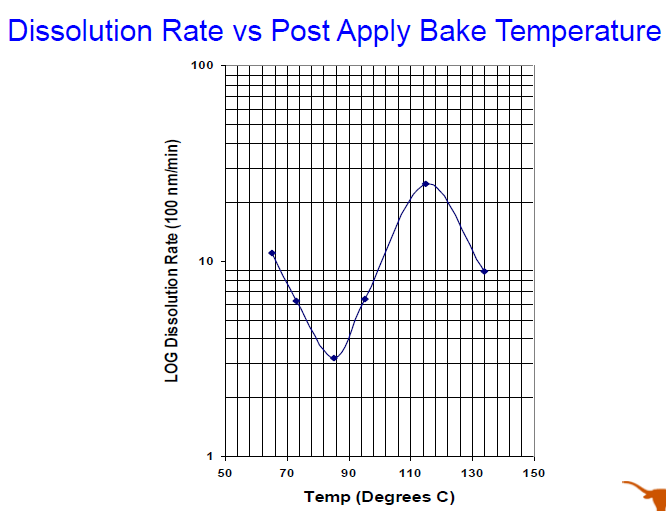 Dissolution Rate vs Post Apply Bake Temperature
100
10
1
LOG Dissolution Rate (100 nm/min)
50 70 90 110 130 150
Temp (Degrees C)